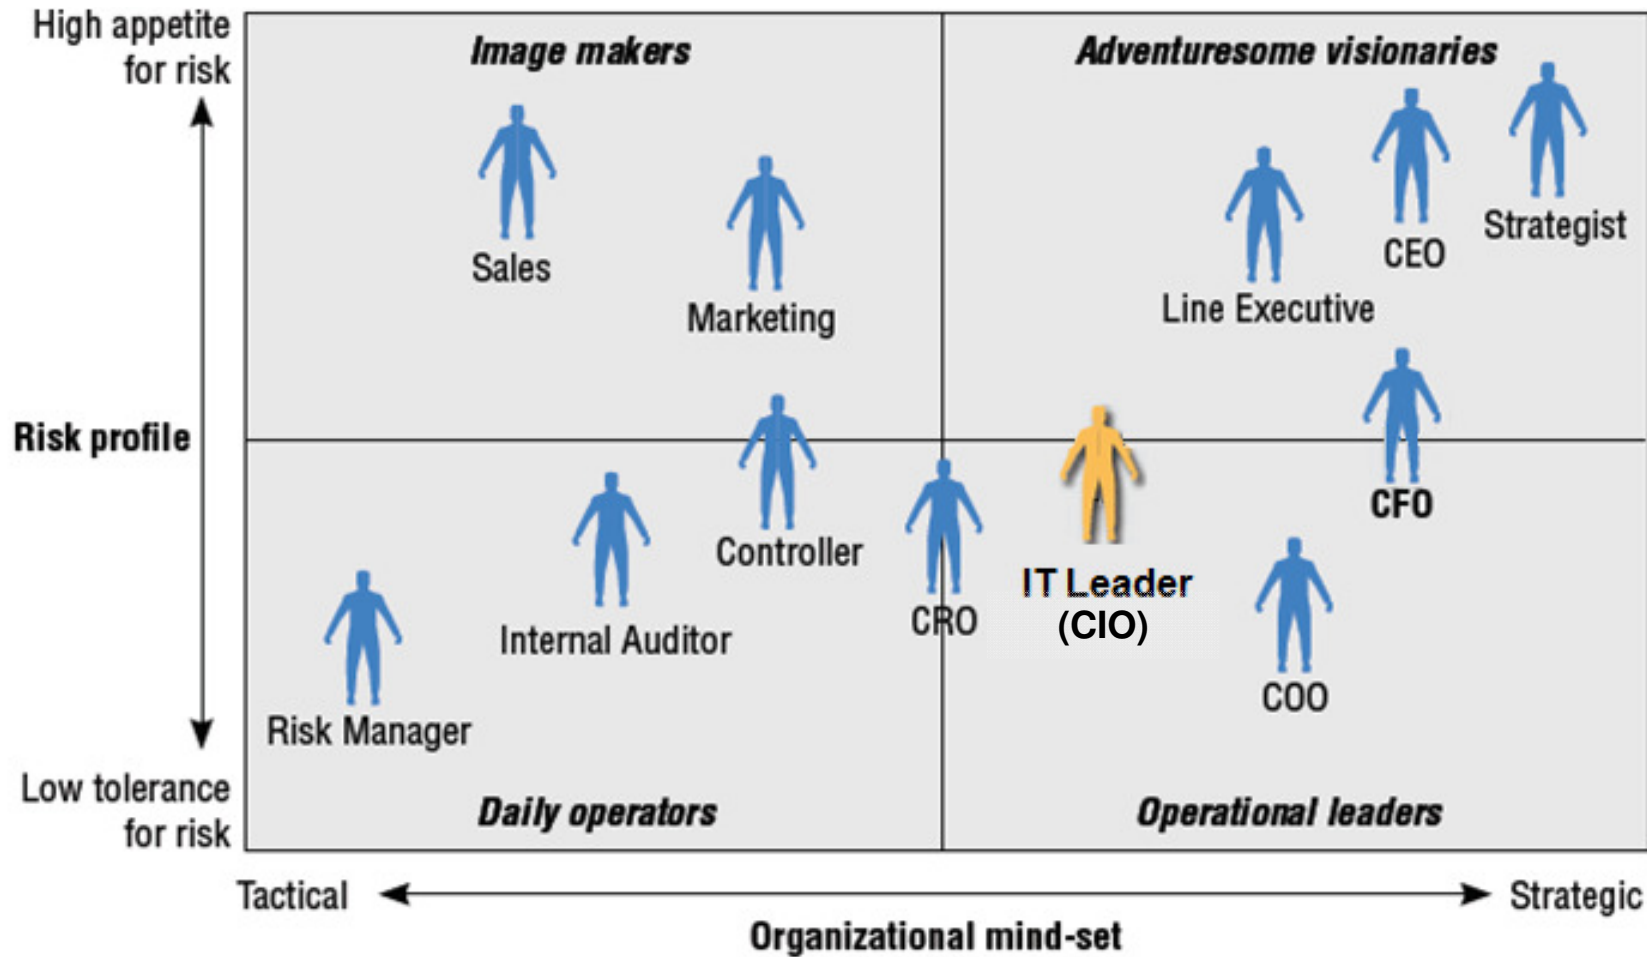 High appetite
for risk
Image makers
Adventuresome visionaries
Sales
Marketing
Line Executive
CEO
Strategist
Risk profile
Controller
Internal Auditor
Risk Manager
CRO
IT Leader
(CIO)
CFO
COO
Low tolerance
for risk
Daily operators
Operational leaders
Tactical
Strategic
Organizational mind-set